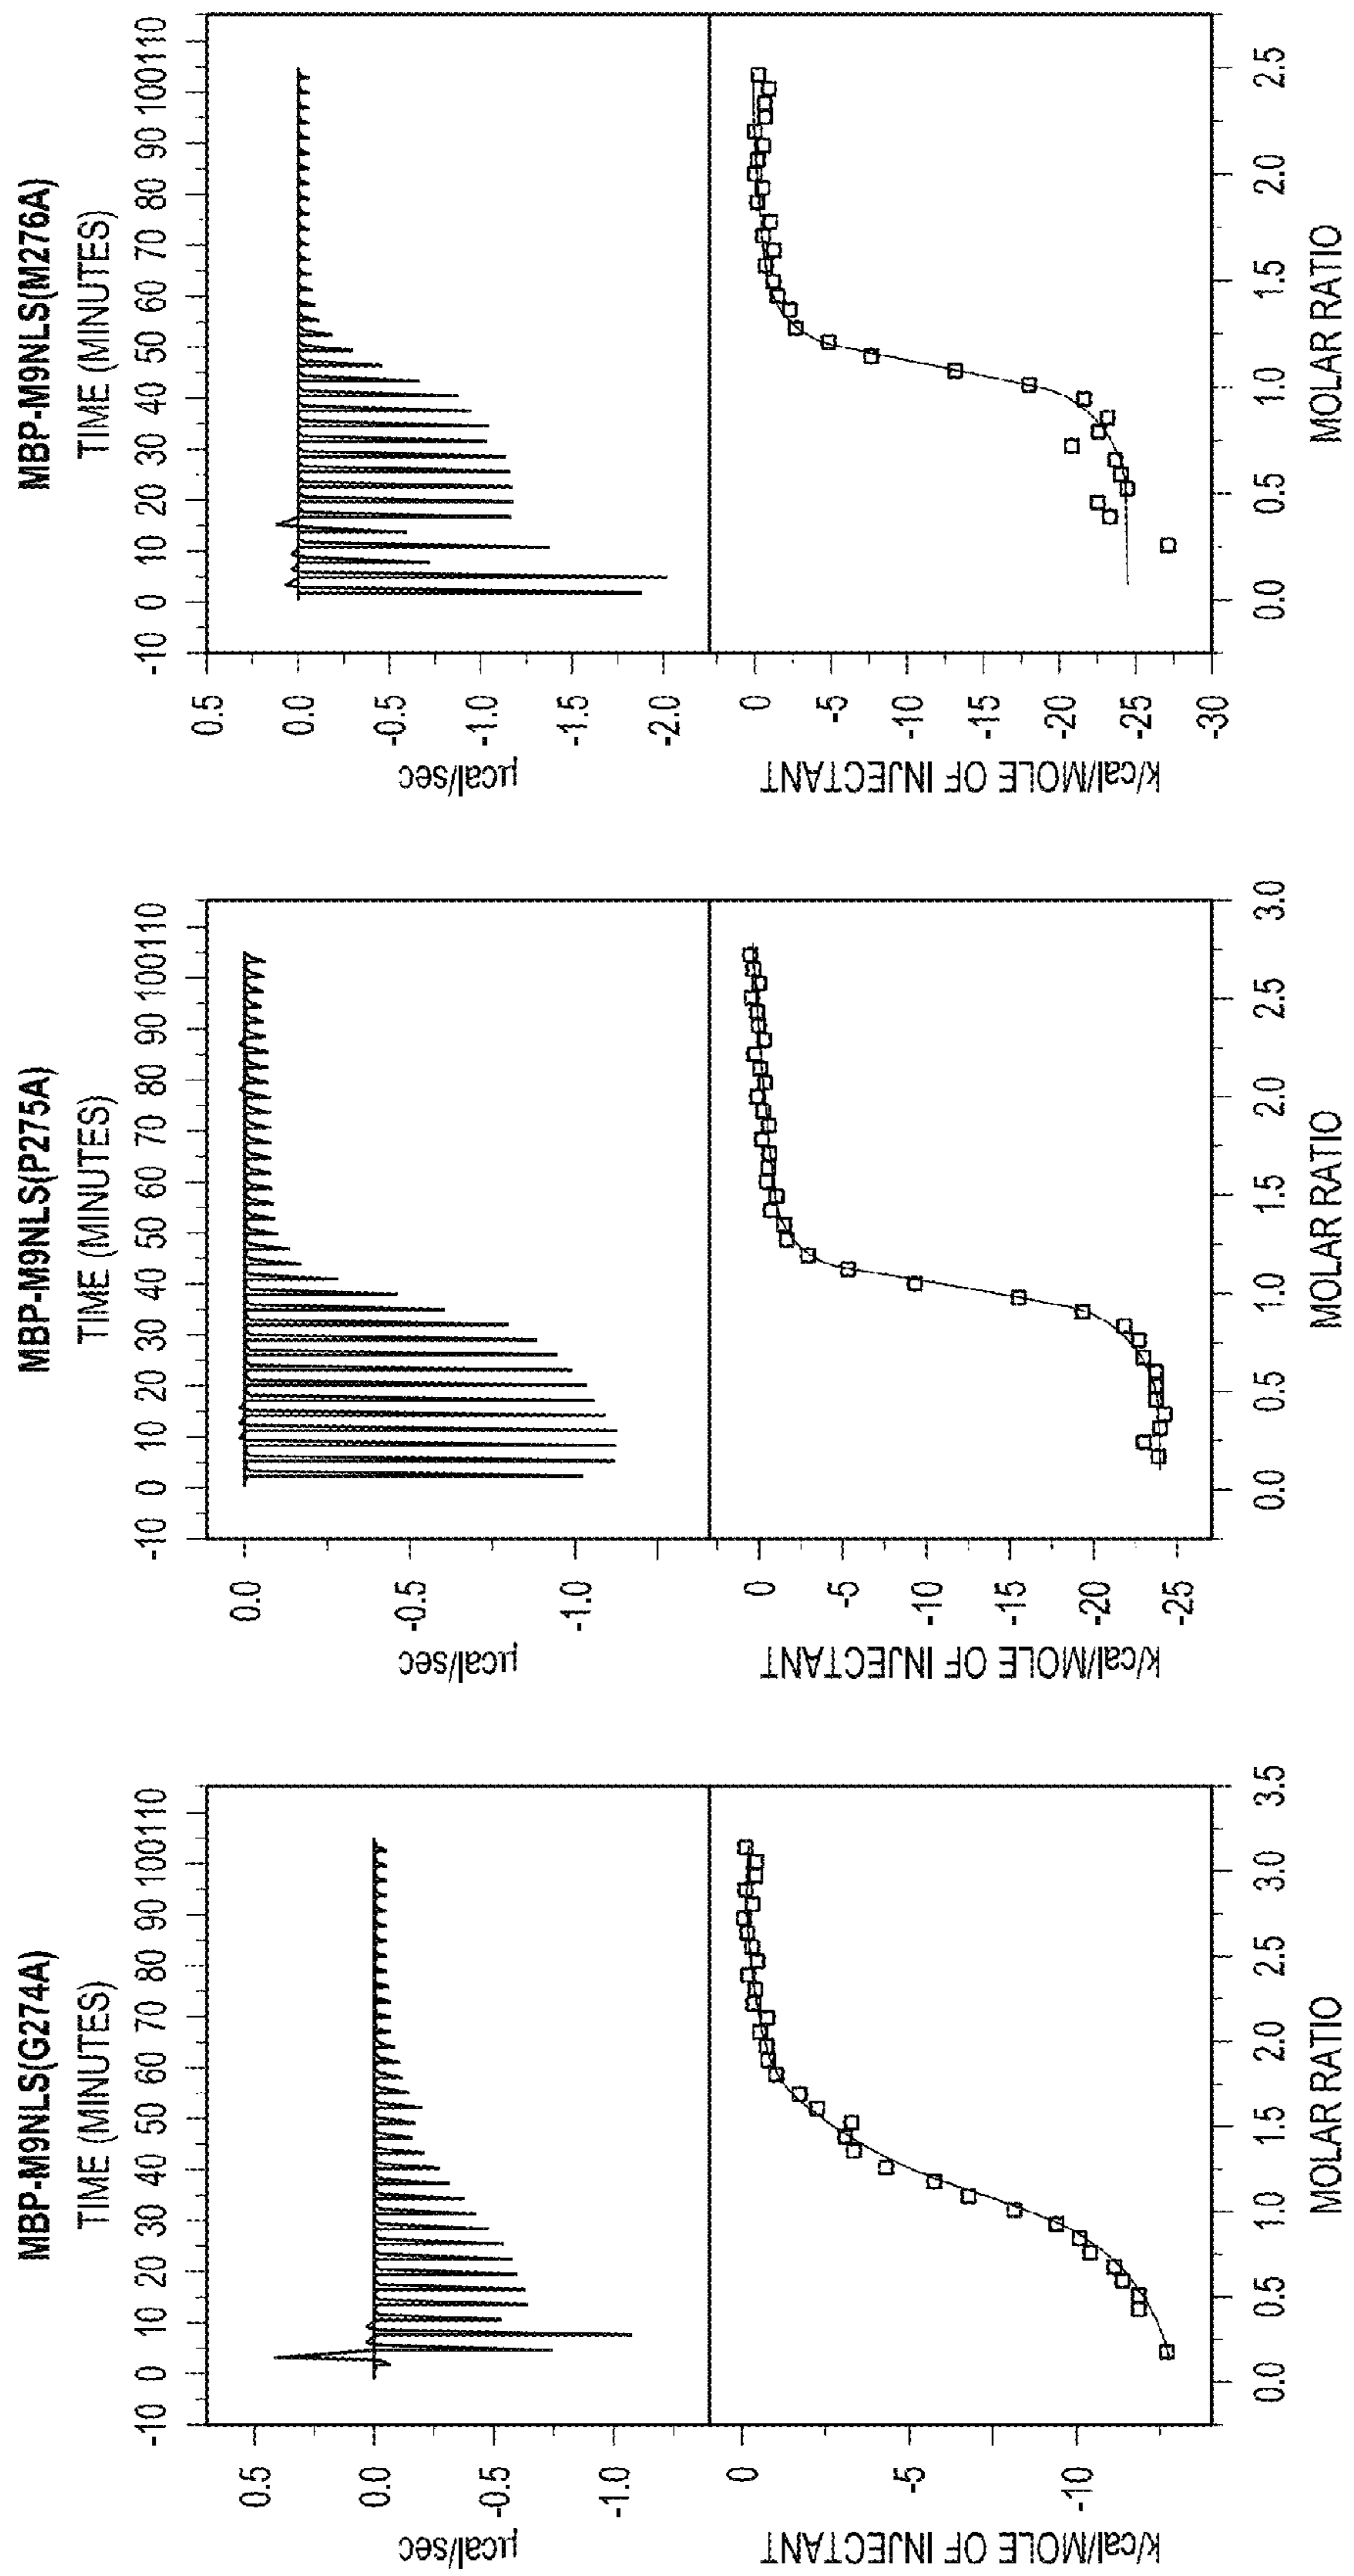 MBP-M9NLS(G274A)
TIME (MINUTES)
-10 0 10 20 30 40 50 60 70 80 90 100110
0.5
0.0
-0.5
-1.0
µcal/sec
0
-5
-10
k/cal/MOLE OF INJECTANT
0.0 0.5 1.0 1.5 2.0 2.5 3.0 3.5
MOLAR RATIO
MBP-M9NLS(P275A)
TIME (MINUTES)
-10 0 10 20 30 40 50 60 70 80 90 100110
0.0
-0.5
-1.0
µcal/sec
0
-5
-10
-15
-20
-25
k/cal/MOLE OF INJECTANT
0.0 0.5 1.0 1.5 2.0 2.5 3.0
MOLAR RATIO
MBP-M9NLS(M276A)
TIME (MINUTES)
-10 0 10 20 30 40 50 60 70 80 90 100110
0.5
0.0
-0.5
-1.0
-1.5
-2.0
µcal/sec
0
-5
-10
-15
-20
-25
-30
k/cal/MOLE OF INJECTANT
0.0 0.5 1.0 1.5 2.0 2.5
MOLAR RATIO